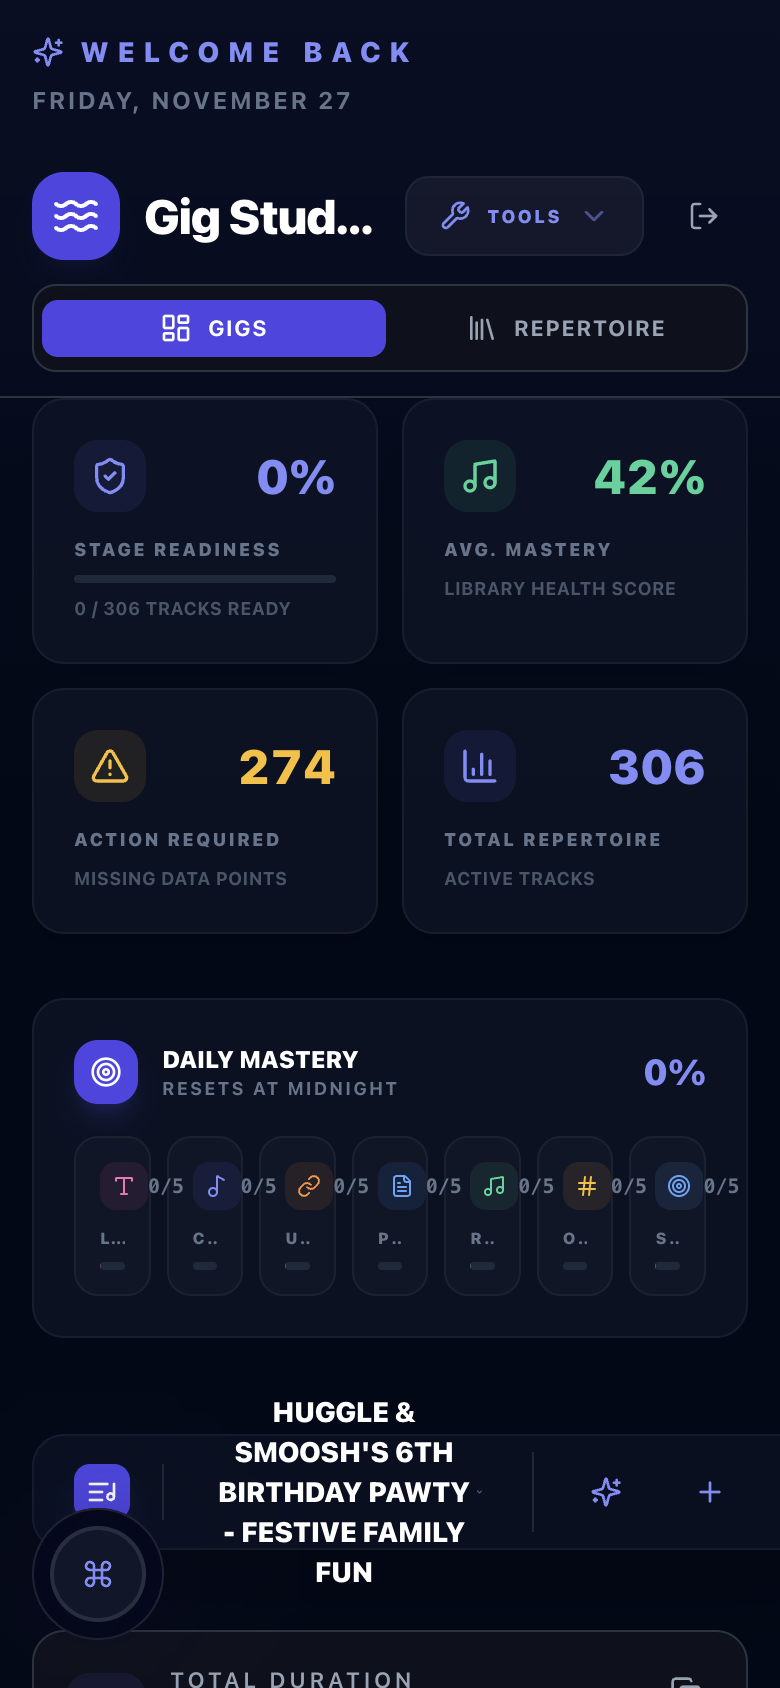 WELCOME BACK
FRIDAY, NOVEMBER 27
Gig Stud...
TOOLS
GIGS
REPERTOIRE
0%
42%
STAGE READINESS
AVG. MASTERY
0 / 306 TRACKS READY
LIBRARY HEALTH SCORE
274
306
ACTION REQUIRED
TOTAL REPERTOIRE
MISSING DATA POINTS
ACTIVE TRACKS
DAILY MASTERY
RESETS AT MIDNIGHT
0%
0/5 0/5 0/5 0/5 0/5 0/5 0/5
L... C.. U.. P.. R.. O.. S..
HUGGLE &
SMOOSH'S 6TH
BIRTHDAY PAWTY
- FESTIVE FAMILY
FUN
TOTAL DURATION